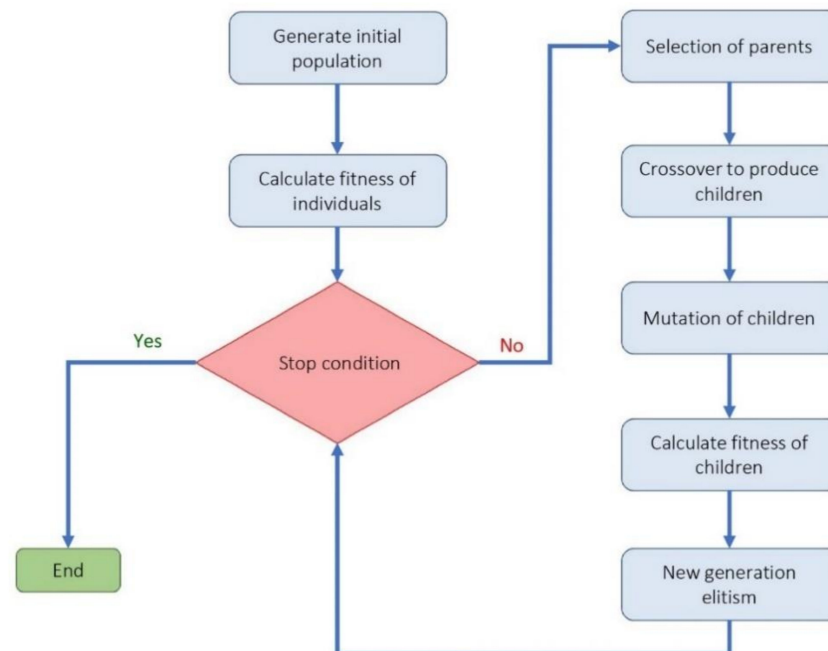 Generate initial
population
Calculate fitness of
individuals
Stop condition
Yes
No
End
Selection of parents
Crossover to produce
children
Mutation of children
Calculate fitness of
children
New generation
elitism